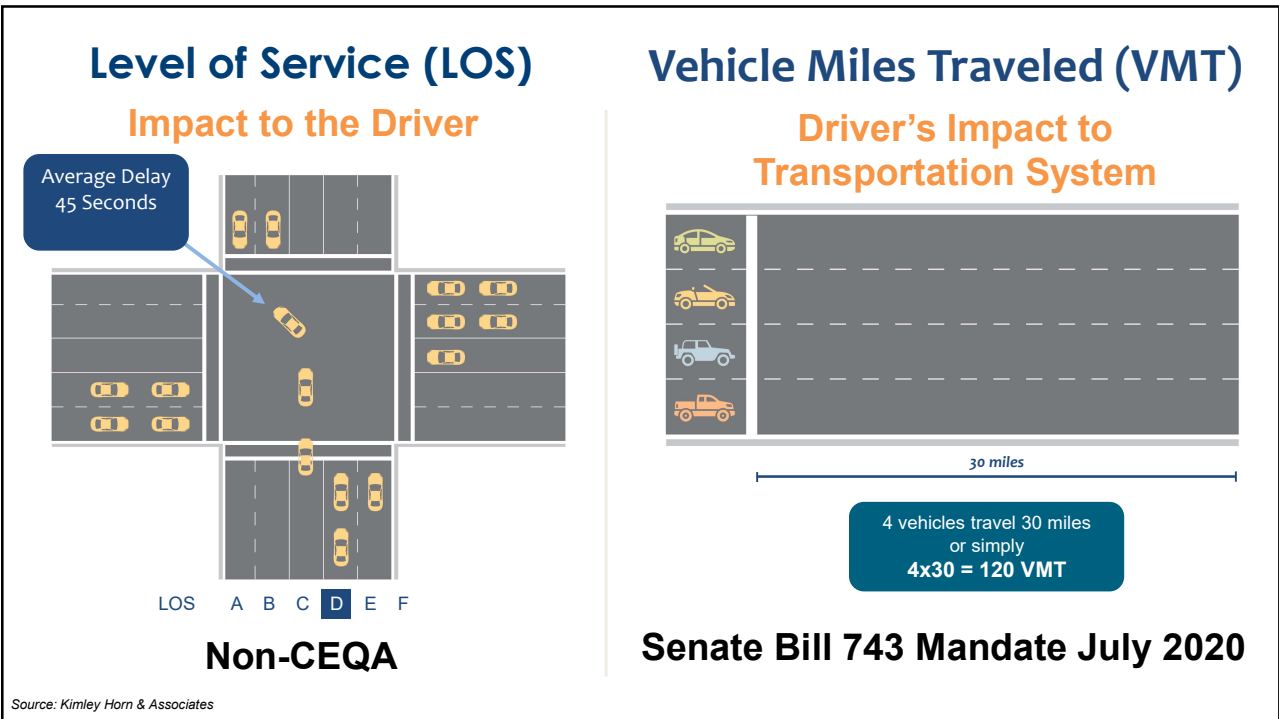 Level of Service (LOS)
Impact to the Driver
Average Delay
45 Seconds
LOS A B C D E F
Non-CEQA
Vehicle Miles Traveled (VMT)
Driver’s Impact to
Transportation System
30 miles
4 vehicles travel 30 miles
or simply
4x30 = 120 VMT
Senate Bill 743 Mandate July 2020
Source: Kimley Horn & Associates